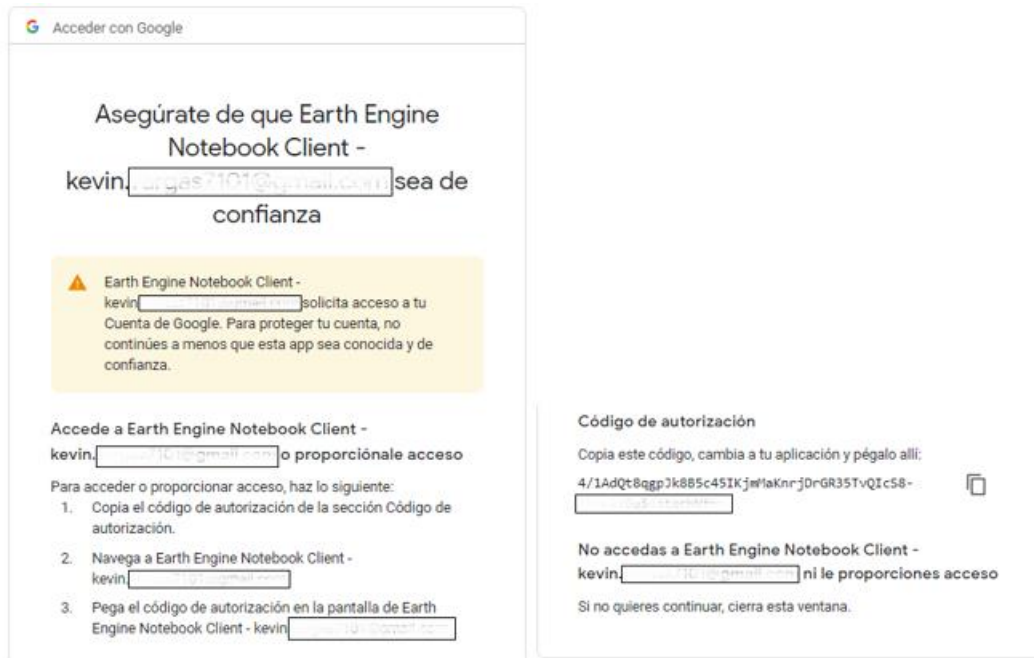 Acceder con Google
Asegúrate de que Earth Engine
Notebook Client -
kevin. sea de
confianza
Earth Engine Notebook Client -
kevin solicita acceso a tu
Cuenta de Google. Para proteger tu cuenta, no
continúes a menos que esta app sea conocida y de
confianza.
Accede a Earth Engine Notebook Client -
kevin. o proporciónale acceso
Para acceder o proporcionar acceso, haz lo siguiente:
1. Copia el código de autorización de la sección Código de
autorización.
2. Navega a Earth Engine Notebook Client -
kevin.
3. Pega el código de autorización en la pantalla de Earth
Engine Notebook Client - kevin
Código de autorización
Copia este código, cambia a tu aplicación y pégalo allí:
4/1AdQt8qgpJk8B5c45IKjmMaKnrjDrGR35TvQIcS8-
No accedas a Earth Engine Notebook Client -
kevin. ni le proporciones acceso
Si no quieres continuar, cierra esta ventana.